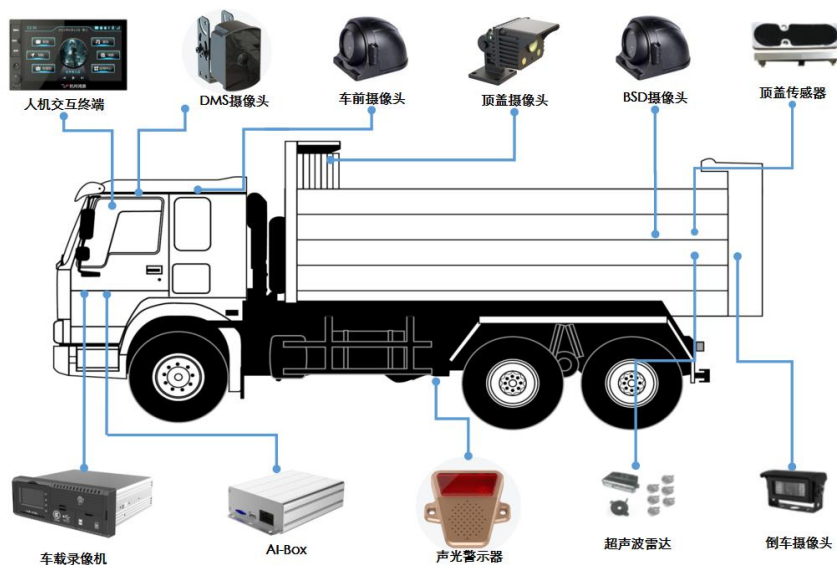 人机交互终端
DMS摄像头
车前摄像头
顶盖摄像头
BSD摄像头
顶盖传感器
车载录像机
AI-Box
声光警示器
超声波雷达
倒车摄像头